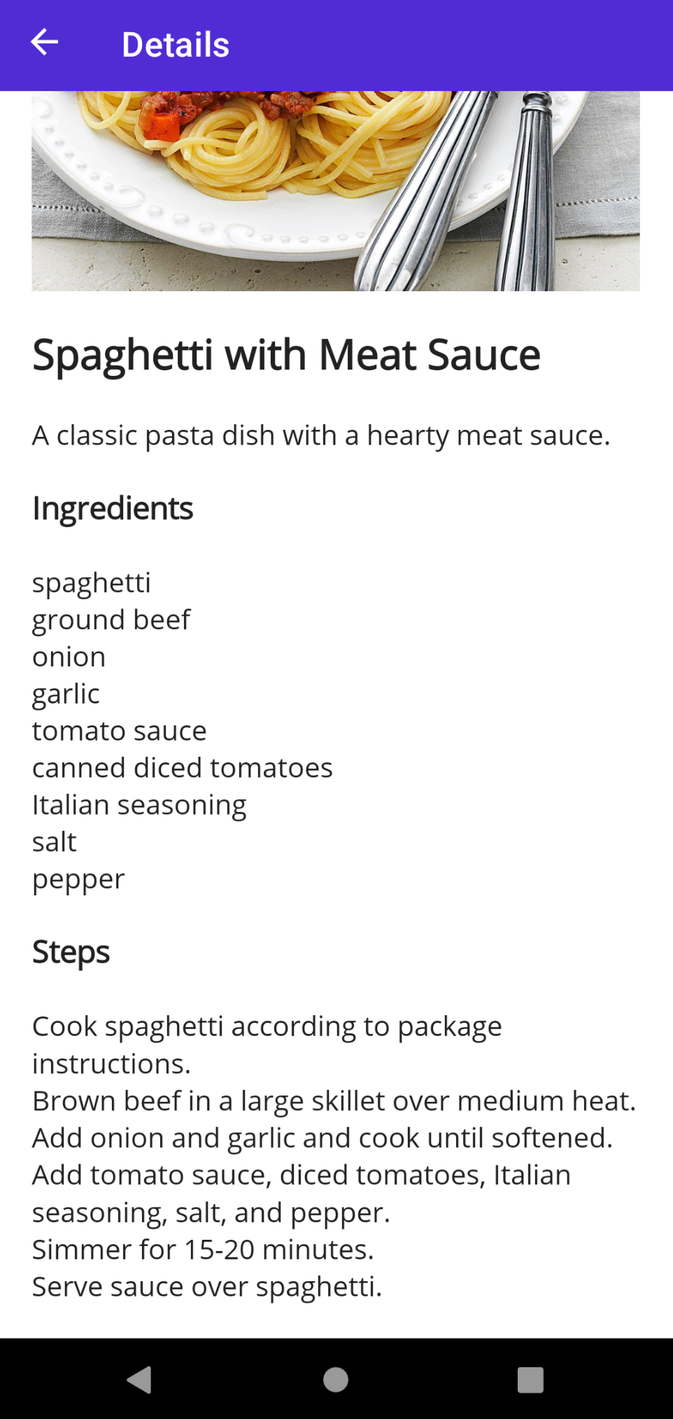 Details
Spaghetti with Meat Sauce
A classic pasta dish with a hearty meat sauce.
Ingredients
spaghetti
ground beef
onion
garlic
tomato sauce
canned diced tomatoes
Italian seasoning
salt
pepper
Steps
Cook spaghetti according to package
instructions.
Brown beef in a large skillet over medium heat.
Add onion and garlic and cook until softened.
Add tomato sauce, diced tomatoes, Italian
seasoning, salt, and pepper.
Simmer for 15-20 minutes.
Serve sauce over spaghetti.